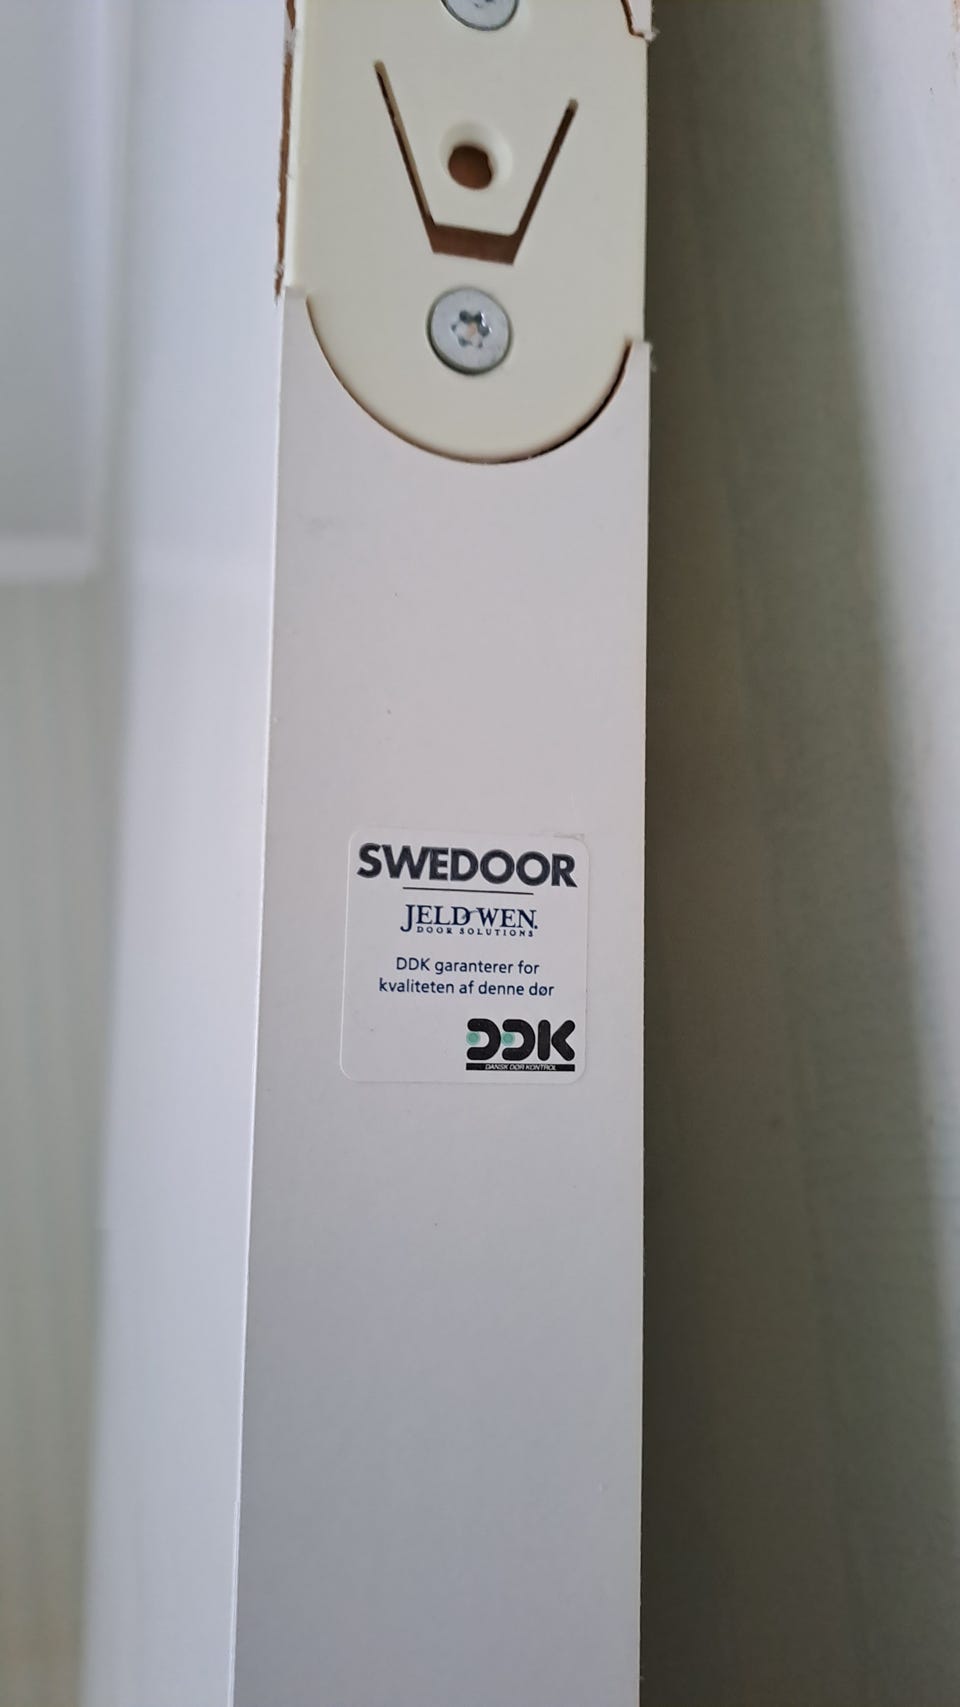 SWEDOOR
JELD-WEN.
DOOR SOLUTIONS
DDK garanterer for
kvaliteten af denne dør
DDK
DANSK DØR KONTROL